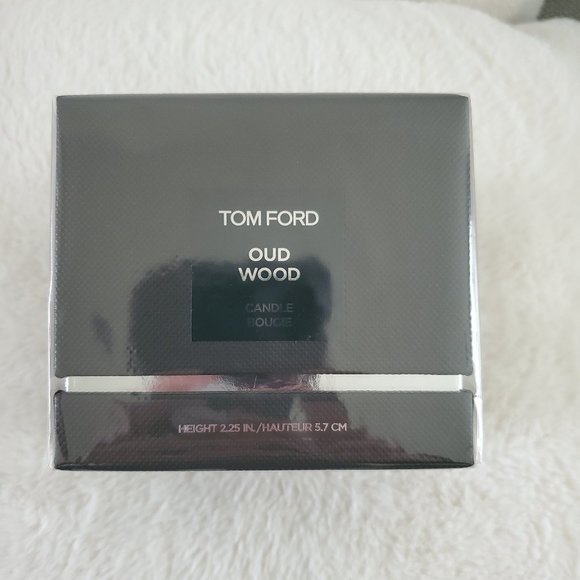 TOM FORD
OUD
WOOD
CANDLE
BOUGIE
HEIGHT 2.25 IN./HAUTEUR 5.7 CM